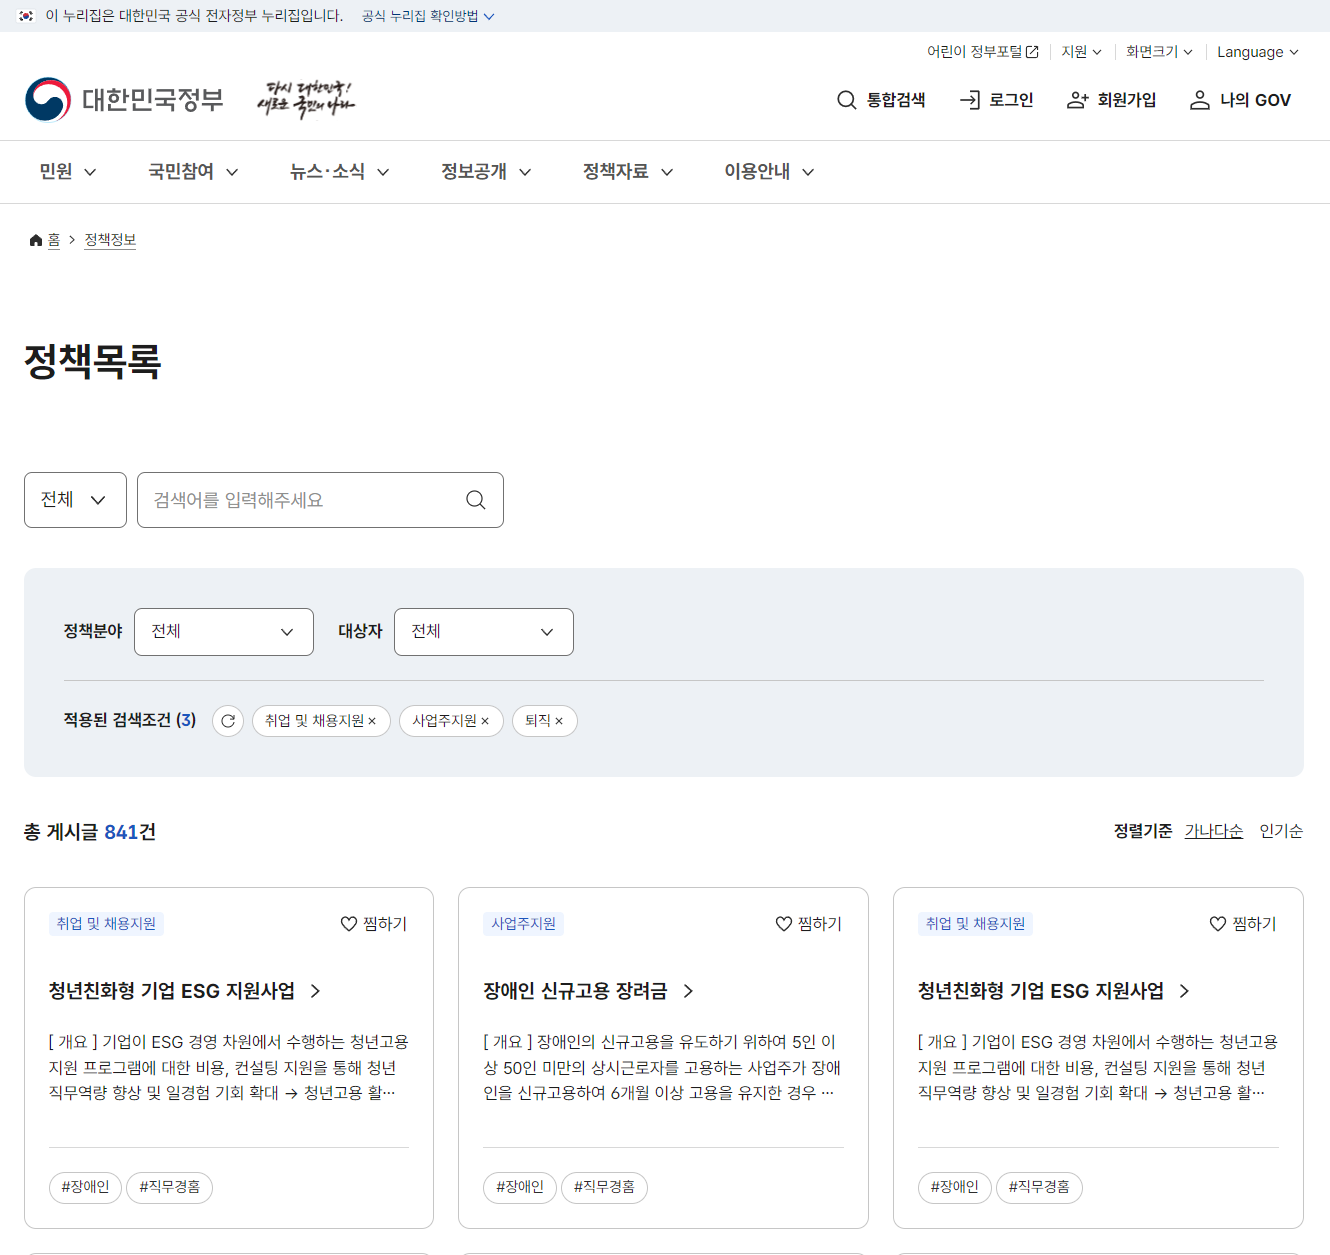 이 누리집은 대한민국 공식 전자정부 누리집입니다. 공식 누리집 확인방법
어린이 정부포털 지원 화면크기 Language
대한민국정부 다시 대한민국! 새로운 국민의 나라 통합검색 로그인 회원가입 나의 GOV
민원 국민참여 뉴스·소식 정보공개 정책자료 이용안내
홈 > 정책정보
정책목록
전체 검색어를 입력해주세요
정책분야 전체 대상자 전체
적용된 검색조건 (3) 취업 및 채용지원 × 사업주지원 × 퇴직 ×
총 게시글 841건 정렬기준 가나다순 인기순
취업 및 채용지원 찜하기
청년친화형 기업 ESG 지원사업 >
[ 개요 ] 기업이 ESG 경영 차원에서 수행하는 청년고용
지원 프로그램에 대한 비용, 컨설팅 지원을 통해 청년
직무역량 향상 및 일경험 기회 확대 → 청년고용 활…
#장애인 #직무경홈
사업주지원 찜하기
장애인 신규고용 장려금 >
[ 개요 ] 장애인의 신규고용을 유도하기 위하여 5인 이
상 50인 미만의 상시근로자를 고용하는 사업주가 장애
인을 신규고용하여 6개월 이상 고용을 유지한 경우 …
#장애인 #직무경홈
취업 및 채용지원 찜하기
청년친화형 기업 ESG 지원사업 >
[ 개요 ] 기업이 ESG 경영 차원에서 수행하는 청년고용
지원 프로그램에 대한 비용, 컨설팅 지원을 통해 청년
직무역량 향상 및 일경험 기회 확대 → 청년고용 활…
#장애인 #직무경홈